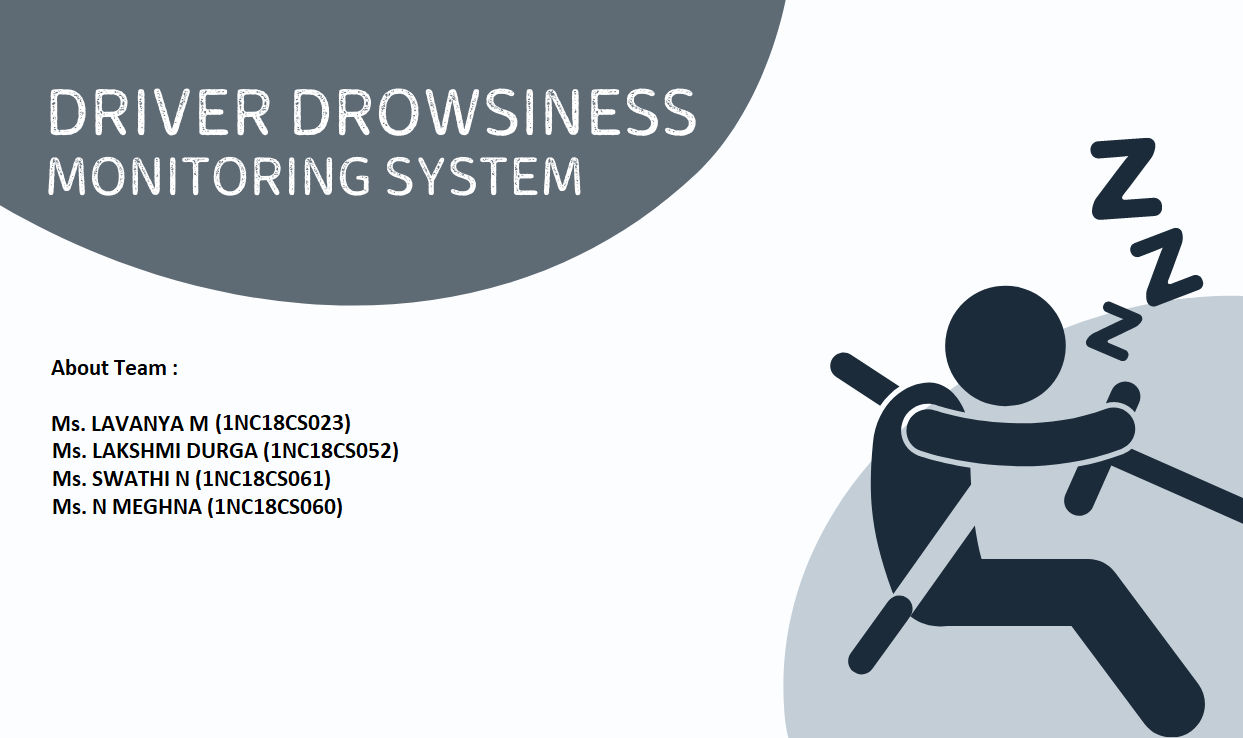 DRIVER DROWSINESS
MONITORING SYSTEM
Z
Z
Z
About Team :
Ms. LAVANYA M (1NC18CS023)
Ms. LAKSHMI DURGA (1NC18CS052)
Ms. SWATHI N (1NC18CS061)
Ms. N MEGHNA (1NC18CS060)